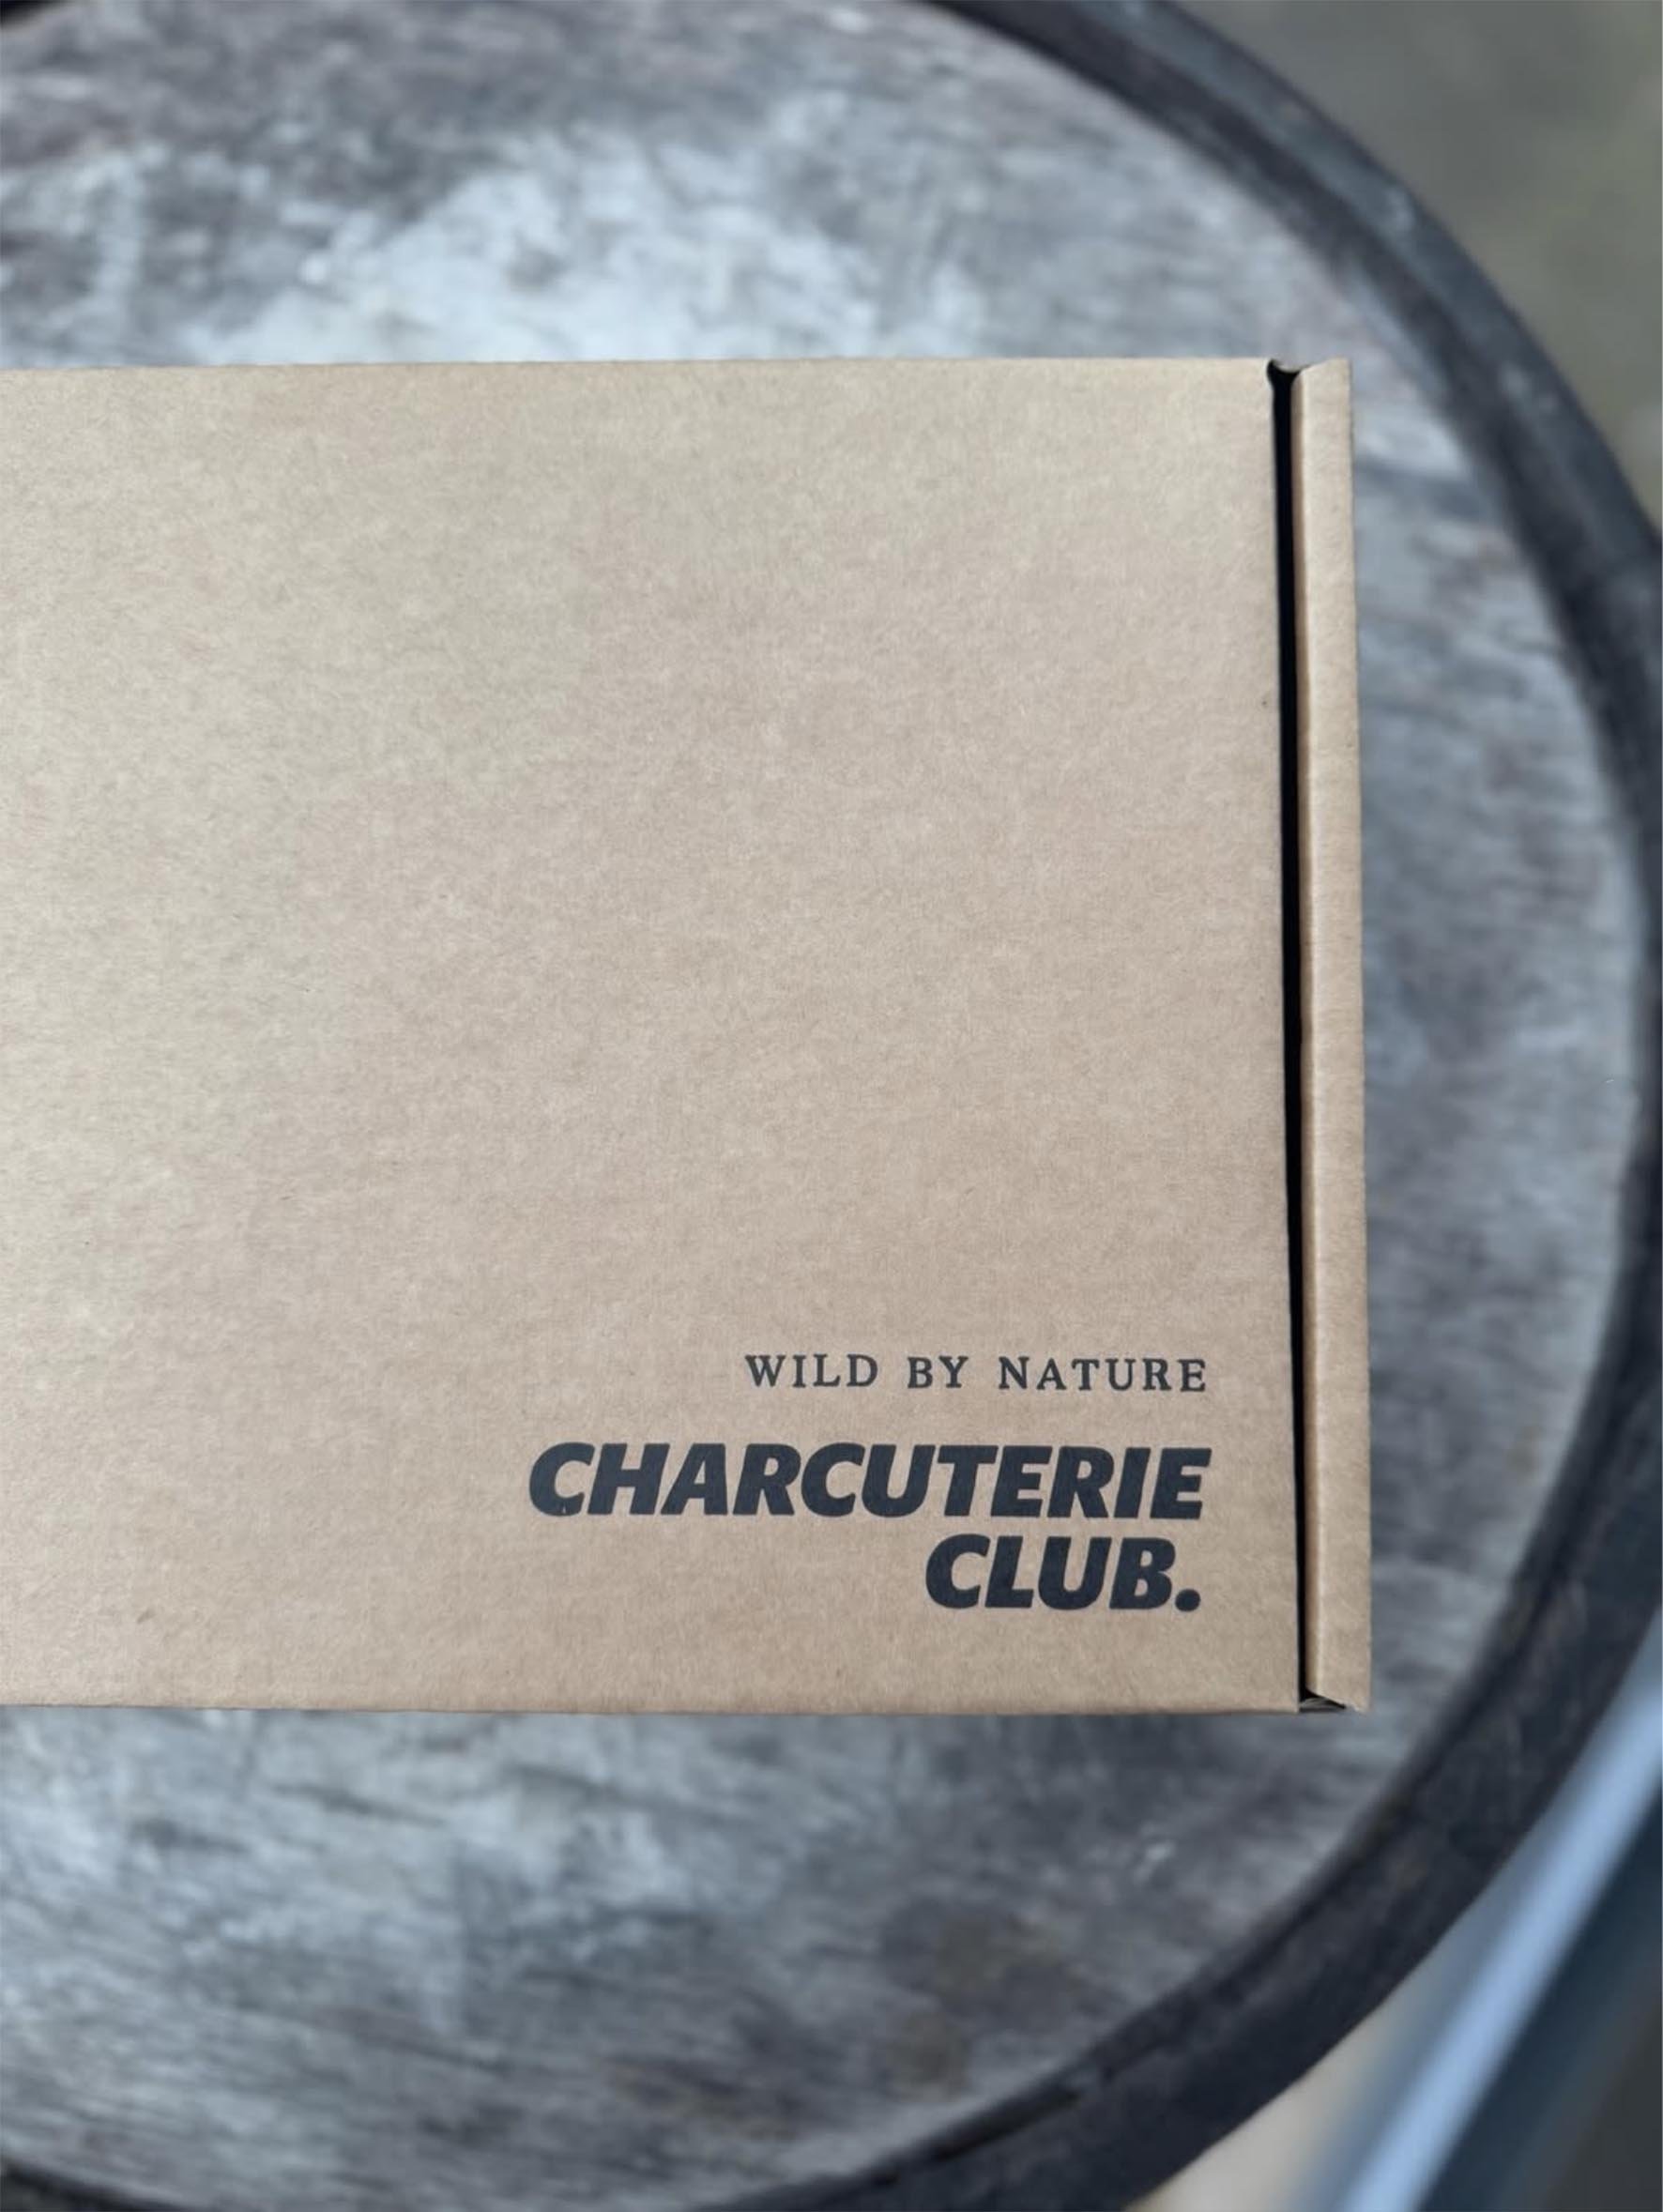 WILD BY NATURE
CHARCUTERIE
CLUB.